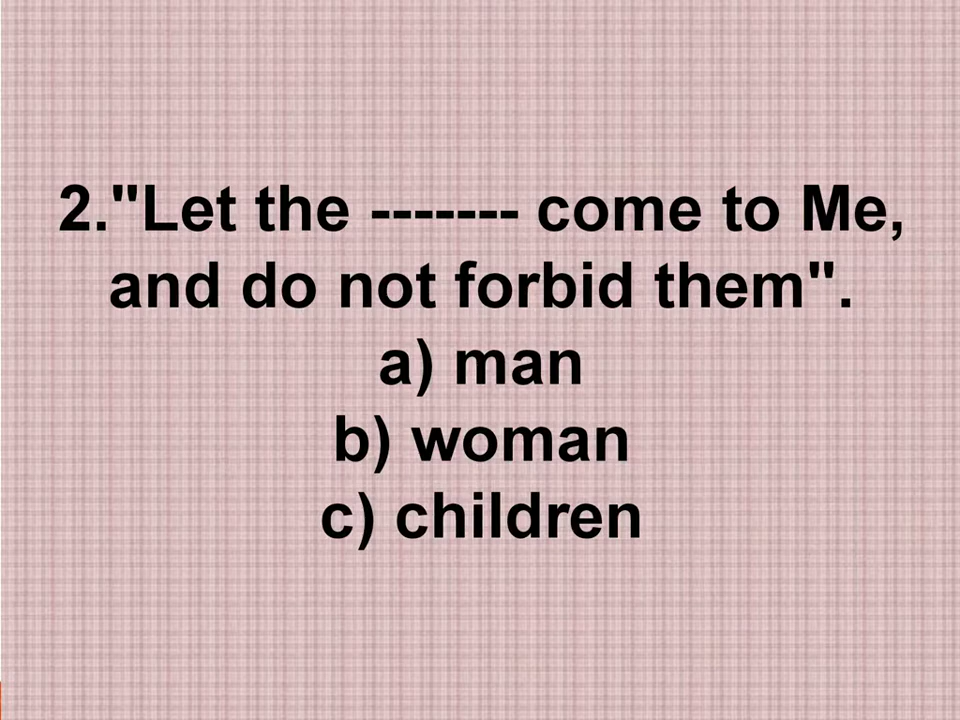 2."Let the ------- come to Me,
and do not forbid them".
a) man
b) woman
c) children